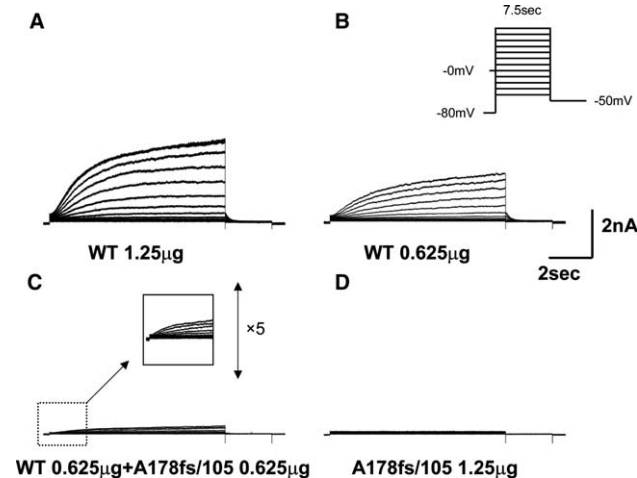 A
B
7.5sec
-0mV
-50mV
-80mV
WT 1.25μg
WT 0.625μg
2nA
2sec
C
D
×5
WT 0.625μg+A178fs/105 0.625μg
A178fs/105 1.25μg